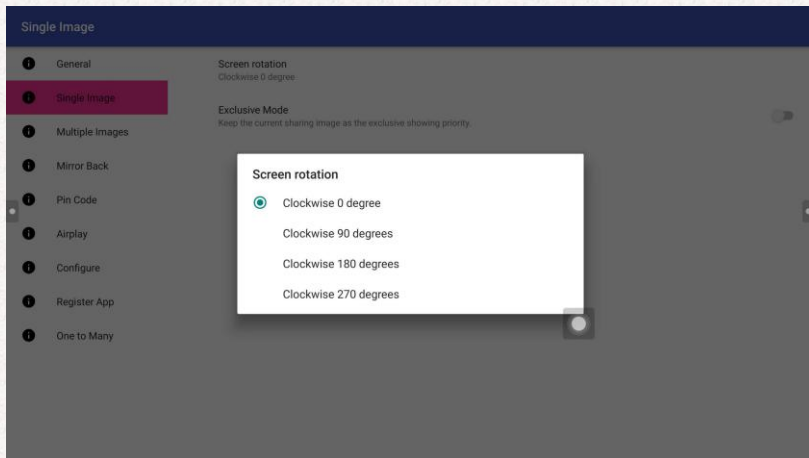 Single Image
General
Single Image
Multiple Images
Mirror Back
Pin Code
Airplay
Configure
Register App
One to Many
Screen rotation
Clockwise 0 degree
Exclusive Mode
Keep the current sharing image as the exclusive showing priority.
Screen rotation
Clockwise 0 degree
Clockwise 90 degrees
Clockwise 180 degrees
Clockwise 270 degrees